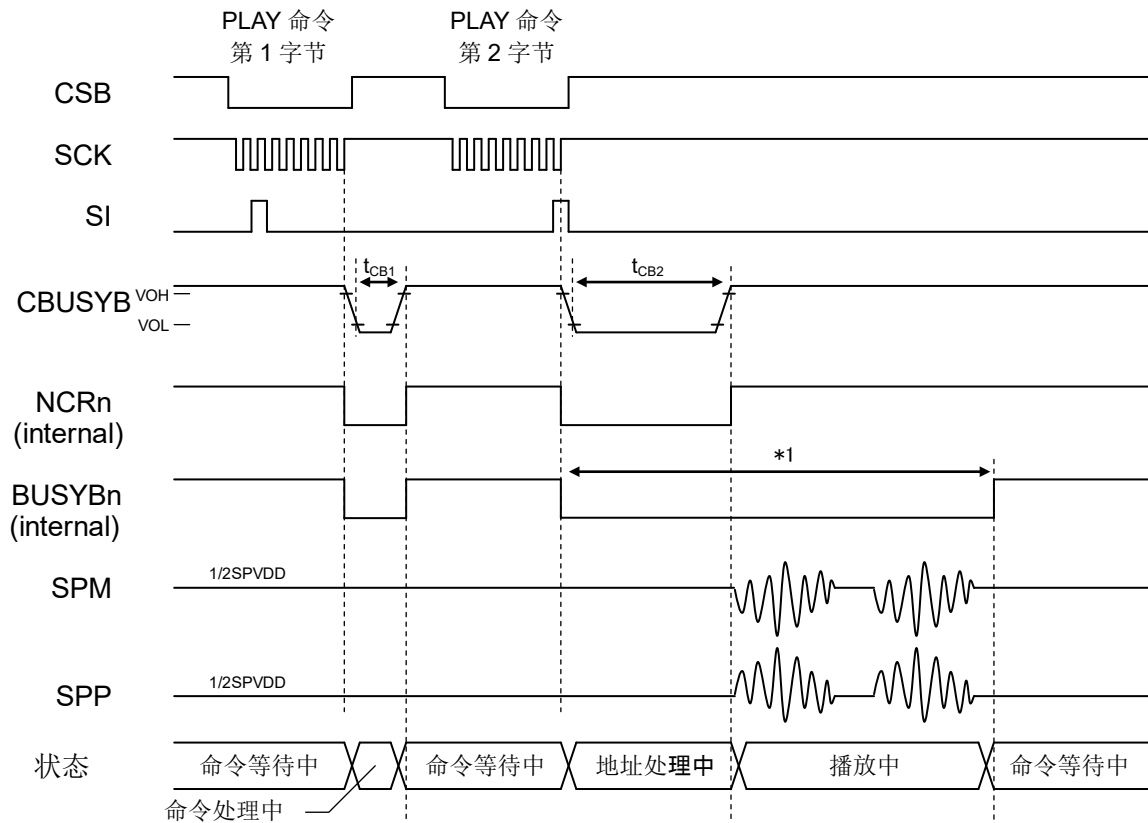 PLAY 命令
第 1 字节
PLAY 命令
第 2 字节
CSB
SCK
SI
tCB1
tCB2
CBUSYB
VOH
VOL
NCRn
(internal)
*1
BUSYBn
(internal)
1/2SPVDD
SPM
1/2SPVDD
SPP
状态
命令等待中
命令等待中
地址处理中
播放中
命令等待中
命令处理中